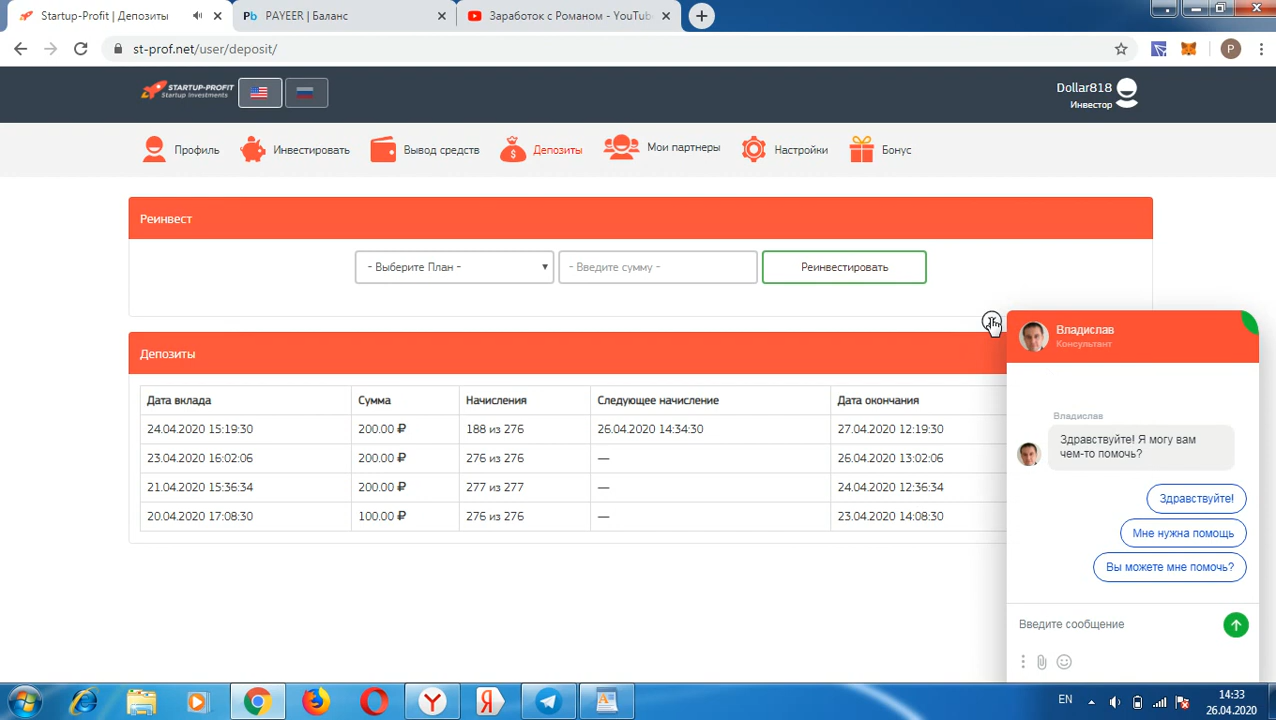 Startup-Profit | Депозиты
PAYEER | Баланс
Заработок с Романом - YouTube
st-prof.net/user/deposit/
P
STARTUP-PROFIT
Startup Investments
Dollar818
Инвестор
Профиль
Инвестировать
Вывод средств
Депозиты
Мои партнеры
Настройки
Бонус
Реинвест
- Выберите План -
- Введите сумму -
Реинвестировать
Депозиты
Дата вклада Сумма Начисления Следующее начисление Дата окончания
24.04.2020 15:19:30 200.00 ₽ 188 из 276 26.04.2020 14:34:30 27.04.2020 12:19:30
23.04.2020 16:02:06 200.00 ₽ 276 из 276 — 26.04.2020 13:02:06
21.04.2020 15:36:34 200.00 ₽ 277 из 277 — 24.04.2020 12:36:34
20.04.2020 17:08:30 100.00 ₽ 276 из 276 — 23.04.2020 14:08:30
Владислав
Консультант
Владислав
Здравствуйте! Я могу вам
чем-то помочь?
Здравствуйте!
Мне нужна помощь
Вы можете мне помочь?
Введите сообщение
EN
14:33
26.04.2020